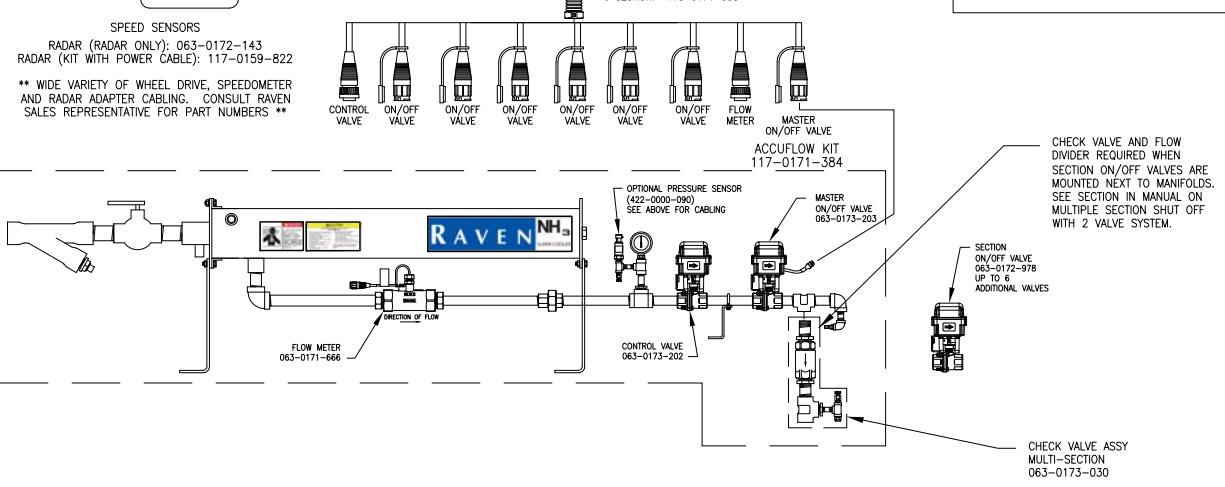 SPEED SENSORS
RADAR (RADAR ONLY): 063-0172-143
RADAR (KIT WITH POWER CABLE): 117-0159-822
** WIDE VARIETY OF WHEEL DRIVE, SPEEDOMETER
AND RADAR ADAPTER CABLING. CONSULT RAVEN
SALES REPRESENTATIVE FOR PART NUMBERS **
CONTROL
VALVE
ON/OFF
VALVE
ON/OFF
VALVE
ON/OFF
VALVE
ON/OFF
VALVE
ON/OFF
VALVE
ON/OFF
VALVE
FLOW
METER
MASTER
ON/OFF VALVE
ACCUFLOW KIT
117-0171-384
CHECK VALVE AND FLOW
DIVIDER REQUIRED WHEN
SECTION ON/OFF VALVES ARE
MOUNTED NEXT TO MANIFOLDS.
SEE SECTION IN MANUAL ON
MULTIPLE SECTION SHUT OFF
WITH 2 VALVE SYSTEM.
OPTIONAL PRESSURE SENSOR
(422-0000-090)
SEE ABOVE FOR CABLING
MASTER
ON/OFF VALVE
063-0173-203
RAVEN
NH3
SUPER COOLER
SECTION
ON/OFF VALVE
063-0172-978
UP TO 6
ADDITIONAL VALVES
DIRECTION OF FLOW
FLOW METER
063-0171-666
CONTROL VALVE
063-0173-202
CHECK VALVE ASSY
MULTI-SECTION
063-0173-030